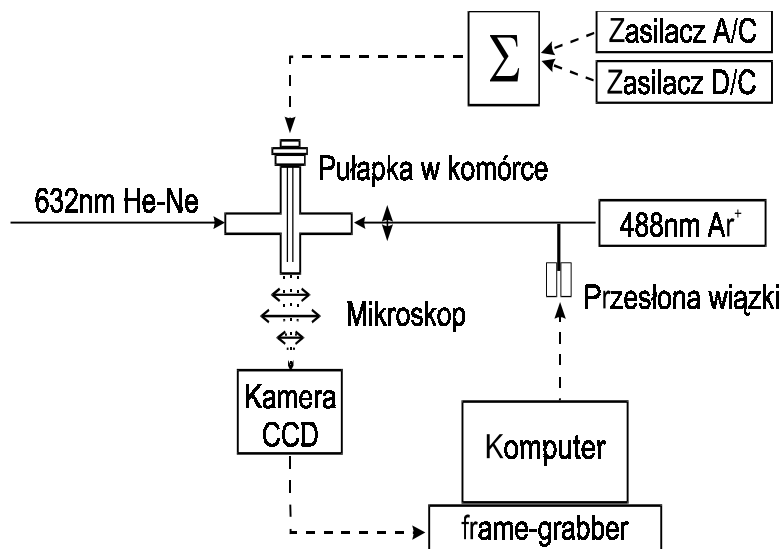 Σ
Zasilacz A/C
Zasilacz D/C
Pułapka w komórce
632nm He-Ne
488nm Ar⁺
Przesłona wiązki
Mikroskop
Kamera
CCD
Komputer
frame-grabber